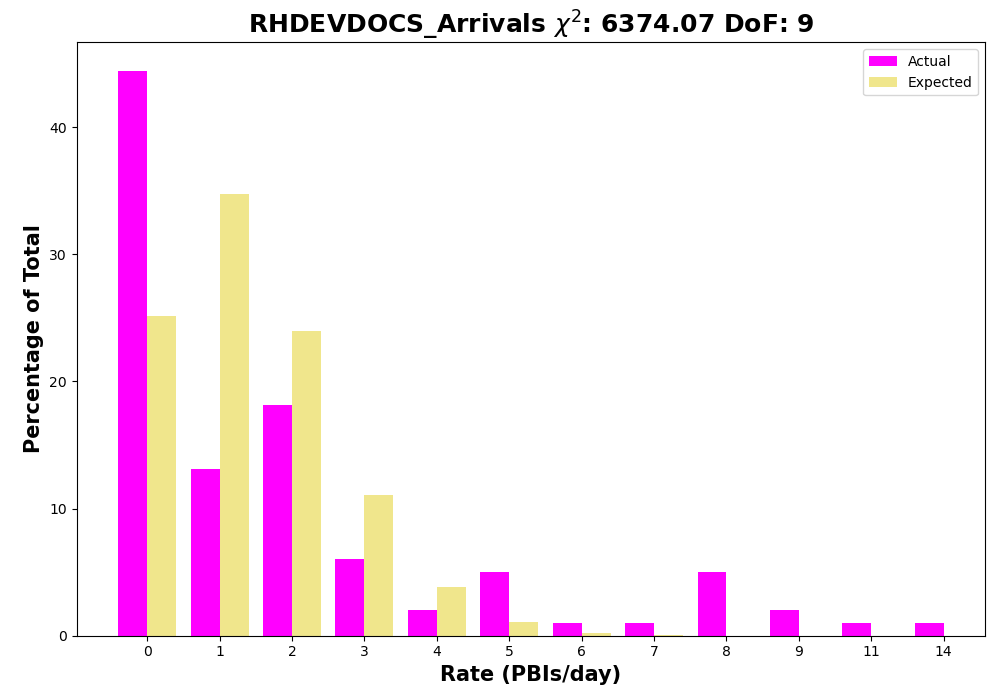 RHDEVDOCS_Arrivals χ²: 6374.07 DoF: 9
Actual
Expected
Percentage of Total
40
30
20
10
0
0 1 2 3 4 5 6 7 8 9 11 14
Rate (PBIs/day)